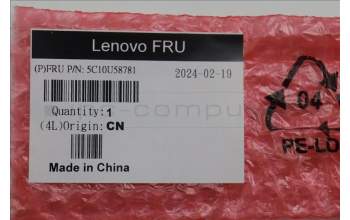 Lenovo FRU
(P)FRU P/N: 5C10U58781
2024-02-19
Quantity:1
(4L)Origin:CN
Made in China
04
PE-LD